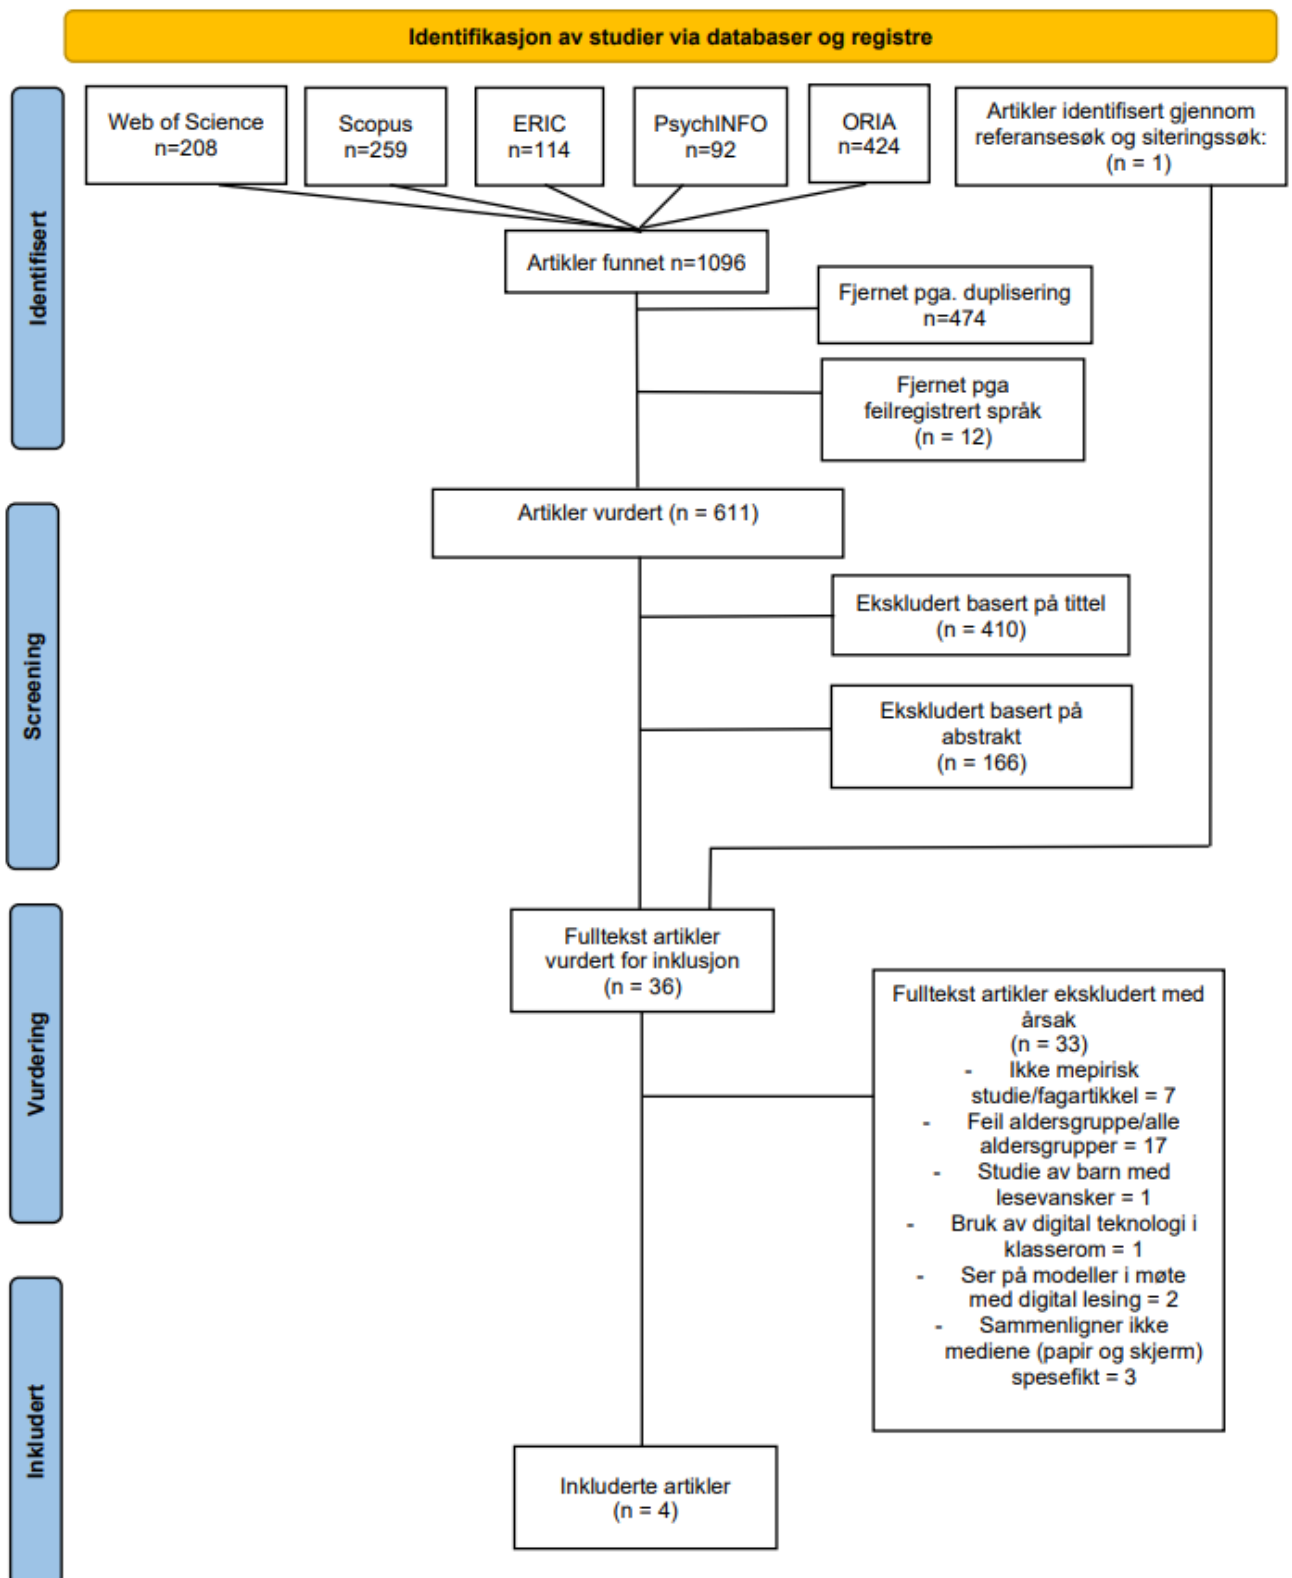 Identifikasjon av studier via databaser og registre
Identifisert
Web of Science
n=208
Scopus
n=259
ERIC
n=114
PsychINFO
n=92
ORIA
n=424
Artikler identifisert gjennom
referansesøk og siteringssøk:
(n = 1)
Artikler funnet n=1096
Fjernet pga. duplisering
n=474
Fjernet pga
feilregistrert språk
(n = 12)
Screening
Artikler vurdert (n = 611)
Ekskludert basert på tittel
(n = 410)
Ekskludert basert på
abstrakt
(n = 166)
Vurdering
Fulltekst artikler
vurdert for inklusjon
(n = 36)
Fulltekst artikler ekskludert med
årsak
(n = 33)
- Ikke mepirisk
studie/fagartikkel = 7
- Feil aldersgruppe/alle
aldersgrupper = 17
- Studie av barn med
lesevansker = 1
- Bruk av digital teknologi i
klasserom = 1
- Ser på modeller i møte
med digital lesing = 2
- Sammenligner ikke
mediene (papir og skjerm)
spesefikt = 3
Inkludert
Inkluderte artikler
(n = 4)